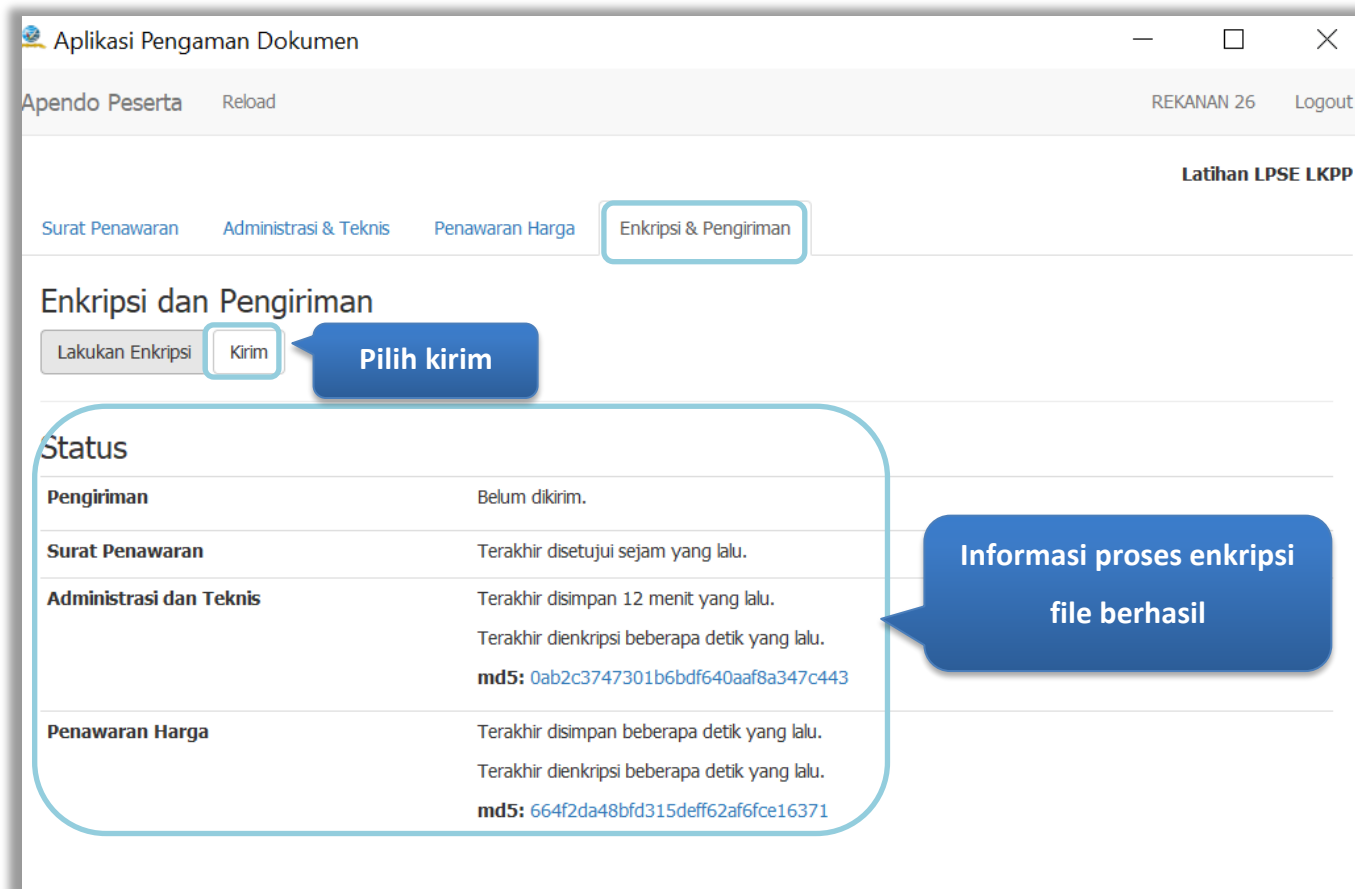 Aplikasi Pengaman Dokumen
Apendo Peserta Reload REKANAN 26 Logout
Latihan LPSE LKPP
Surat Penawaran Administrasi & Teknis Penawaran Harga Enkripsi & Pengiriman
Enkripsi dan Pengiriman
Lakukan Enkripsi Kirim
Pilih kirim
Status
Pengiriman Belum dikirim.
Surat Penawaran Terakhir disetujui sejam yang lalu.
Administrasi dan Teknis Terakhir disimpan 12 menit yang lalu.
Terakhir dienkripsi beberapa detik yang lalu.
md5: 0ab2c3747301b6bdf640aaf8a347c443
Informasi proses enkripsi
file berhasil
Penawaran Harga Terakhir disimpan beberapa detik yang lalu.
Terakhir dienkripsi beberapa detik yang lalu.
md5: 664f2da48bfd315deff62af6fce16371